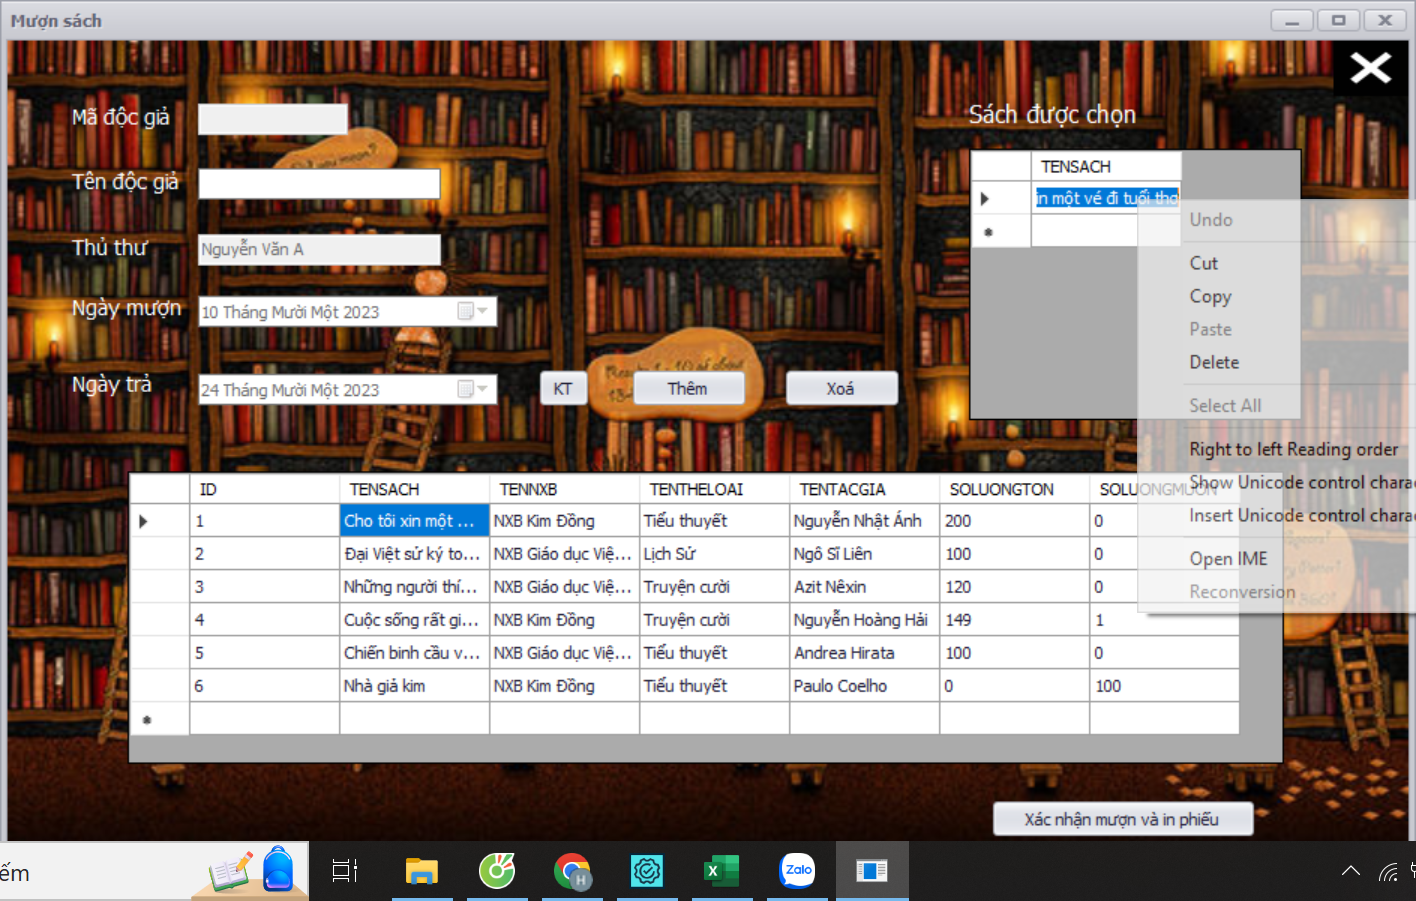 Mượn sách
Mã độc giả
Tên độc giả
Thủ thư
Nguyễn Văn A
Ngày mượn
10 Tháng Mười Một 2023
Ngày trả
24 Tháng Mười Một 2023
KT
Thêm
Xoá
Sách được chọn
TENSACH
in một vé đi tuổi thơ
Undo
Cut
Copy
Paste
Delete
Select All
Right to left Reading order
Show Unicode control charac
Insert Unicode control charac
Open IME
Reconversion
ID TENSACH TENNXB TENTHELOAI TENTACGIA SOLUONGTON SOLUONGMUON
1 Cho tôi xin một ... NXB Kim Đồng Tiểu thuyết Nguyễn Nhật Ánh 200 0
2 Đại Việt sử ký to... NXB Giáo dục Việ... Lịch Sử Ngô Sĩ Liên 100 0
3 Những người thí... NXB Giáo dục Việ... Truyện cười Azit Nêxin 120 0
4 Cuộc sống rất gi... NXB Kim Đồng Truyện cười Nguyễn Hoàng Hải 149 1
5 Chiến binh cầu v... NXB Giáo dục Việ... Tiểu thuyết Andrea Hirata 100 0
6 Nhà giả kim NXB Kim Đồng Tiểu thuyết Paulo Coelho 0 100
Xác nhận mượn và in phiếu
ếm
H
X
Zalo